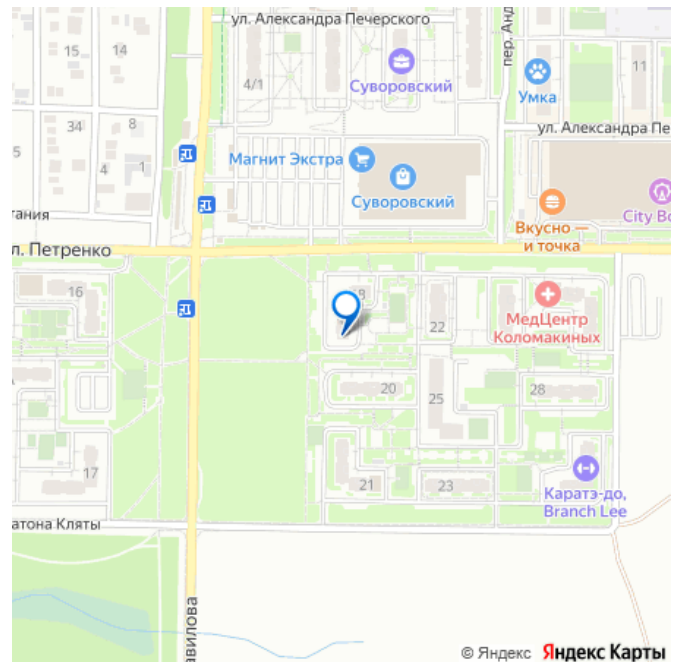 ул. Александра Печерского
15
14
4/1
Суворовский
пер. Анд
Умка
11
34
8
5
4
1
Магнит Экстра
Суворовский
ул. Александра Пе
Вкусно —
и точка
City Bo
тания
л. Петренко
16
19
22
МедЦентр
Коломакиных
20
25
28
17
21
23
Каратэ-до,
Branch Lee
атона Кляты
авилова
© Яндекс Яндекс Карты